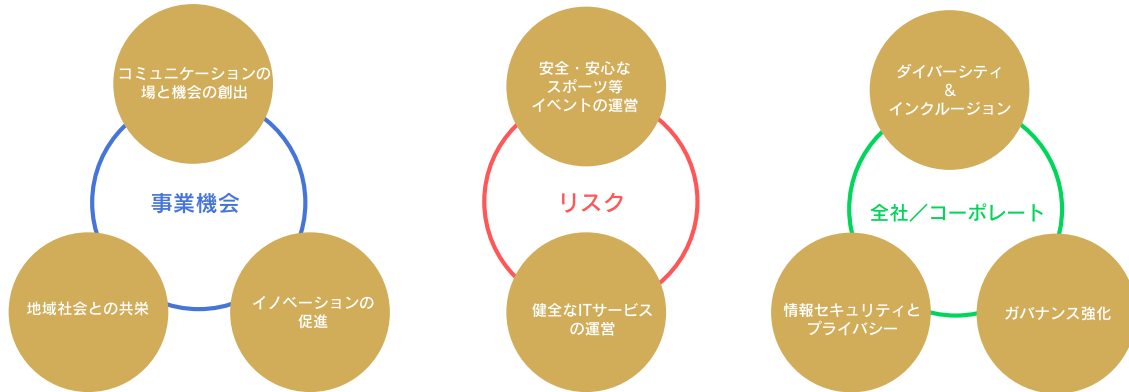 コミュニケーションの
場と機会の創出
事業機会
地域社会との共栄
イノベーションの
促進
安全・安心な
スポーツ等
イベントの運営
リスク
健全なITサービス
の運営
ダイバーシティ
&
インクルージョン
全社／コーポレート
情報セキュリティと
プライバシー
ガバナンス強化